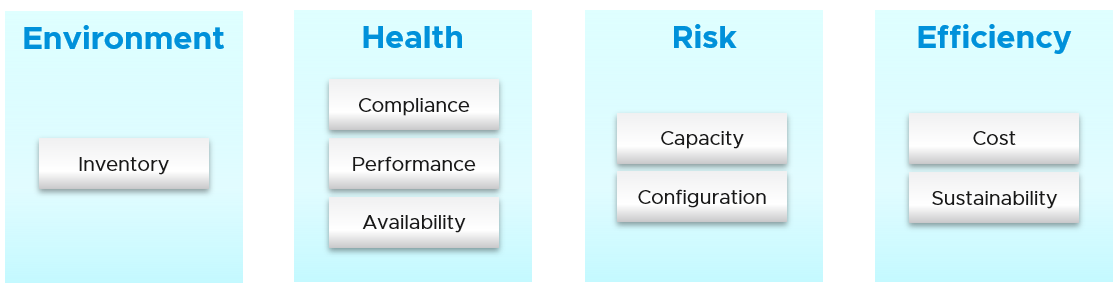 Environment
Inventory
Health
Compliance
Performance
Availability
Risk
Capacity
Configuration
Efficiency
Cost
Sustainability